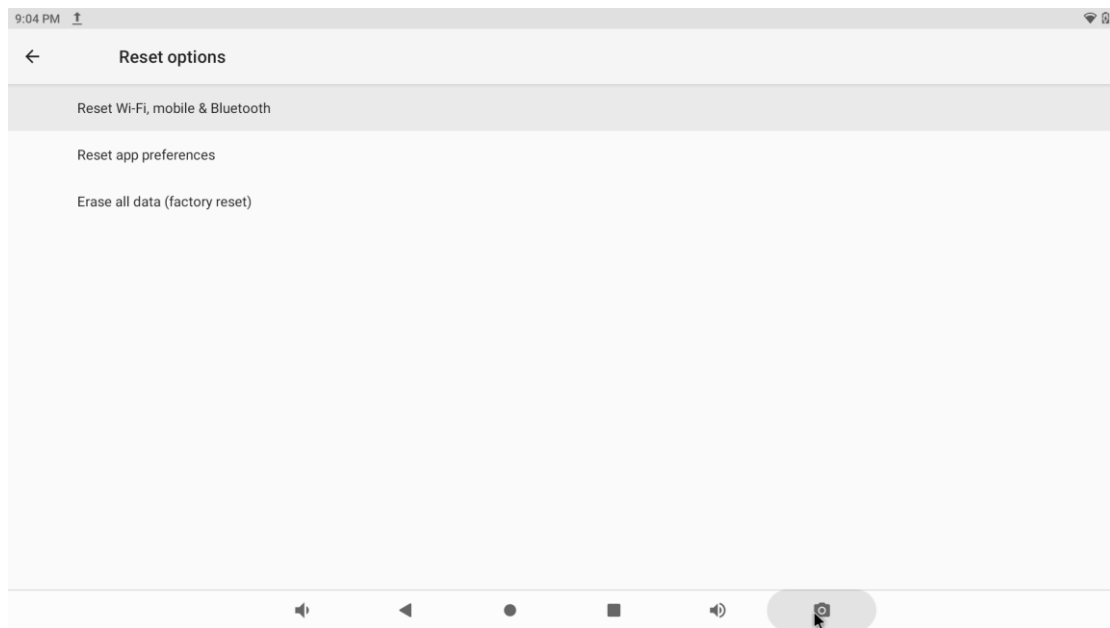 9:04 PM
Reset options
Reset Wi-Fi, mobile & Bluetooth
Reset app preferences
Erase all data (factory reset)